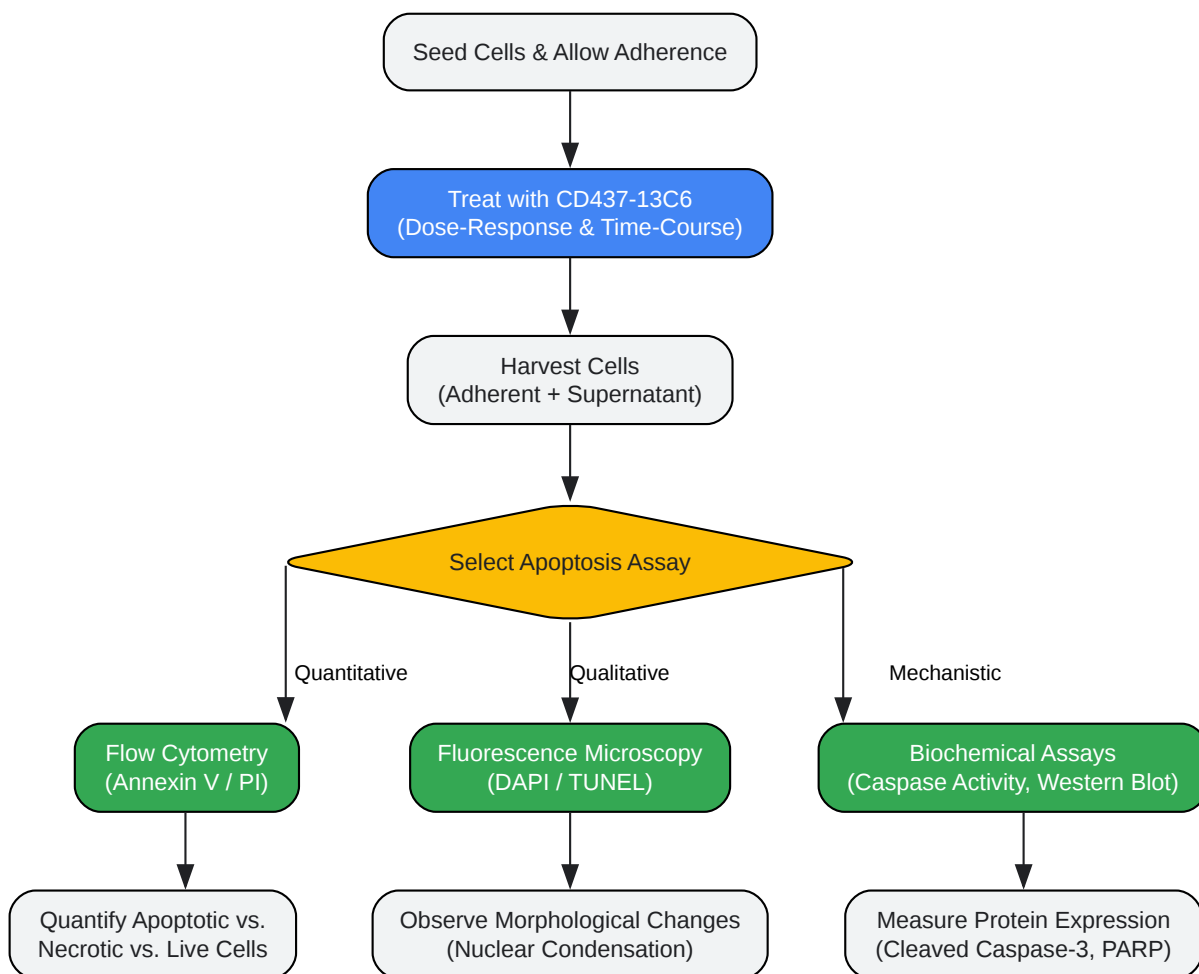 Seed Cells & Allow Adherence
Treat with CD437-13C6
(Dose-Response & Time-Course)
Harvest Cells
(Adherent + Supernatant)
Select Apoptosis Assay
Quantitative
Qualitative
Mechanistic
Flow Cytometry
(Annexin V / PI)
Fluorescence Microscopy
(DAPI / TUNEL)
Biochemical Assays
(Caspase Activity, Western Blot)
Quantify Apoptotic vs.
Necrotic vs. Live Cells
Observe Morphological Changes
(Nuclear Condensation)
Measure Protein Expression
(Cleaved Caspase-3, PARP)